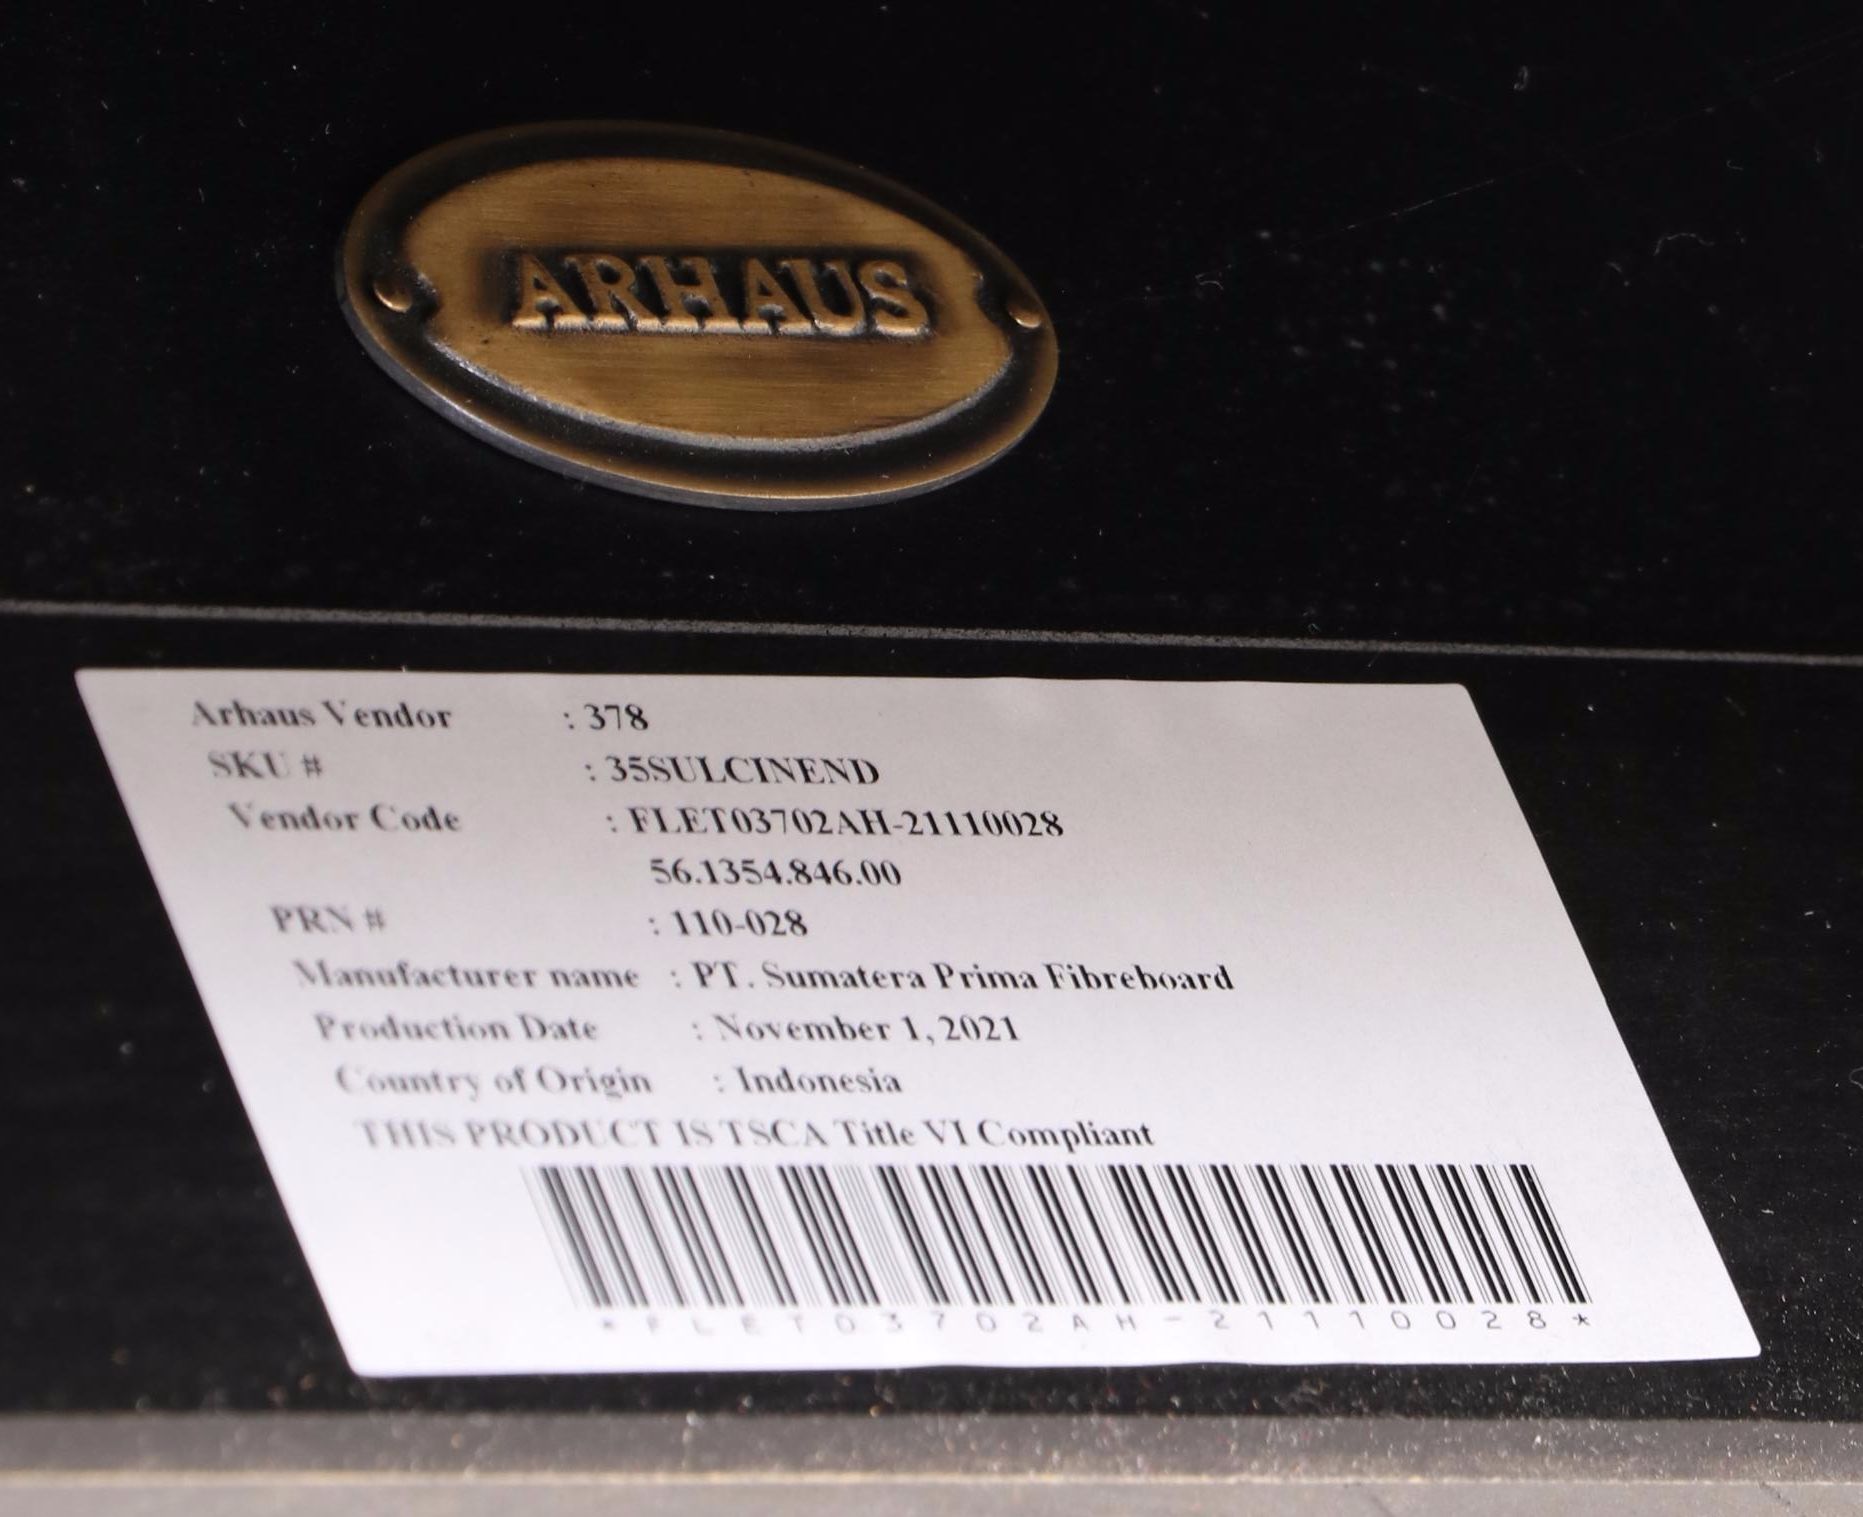 ARHAUS
Arhaus Vendor : 378
SKU # : 35SULCINEND
Vendor Code : FLET03702AH-21110028
56.1354.846.00
PRN # : 110-028
Manufacturer name : PT. Sumatera Prima Fibreboard
Production Date : November 1, 2021
Country of Origin : Indonesia
THIS PRODUCT IS TSCA Title VI Compliant
*FLET03702AH-21110028*